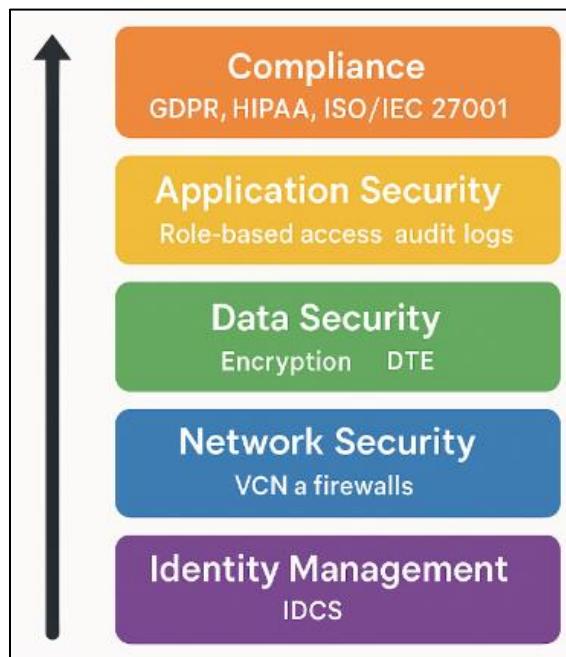 Compliance
GDPR, HIPAA, ISO/IEC 27001
Application Security
Role-based access audit logs
Data Security
Encryption DTE
Network Security
VCN a firewalls
Identity Management
IDCS